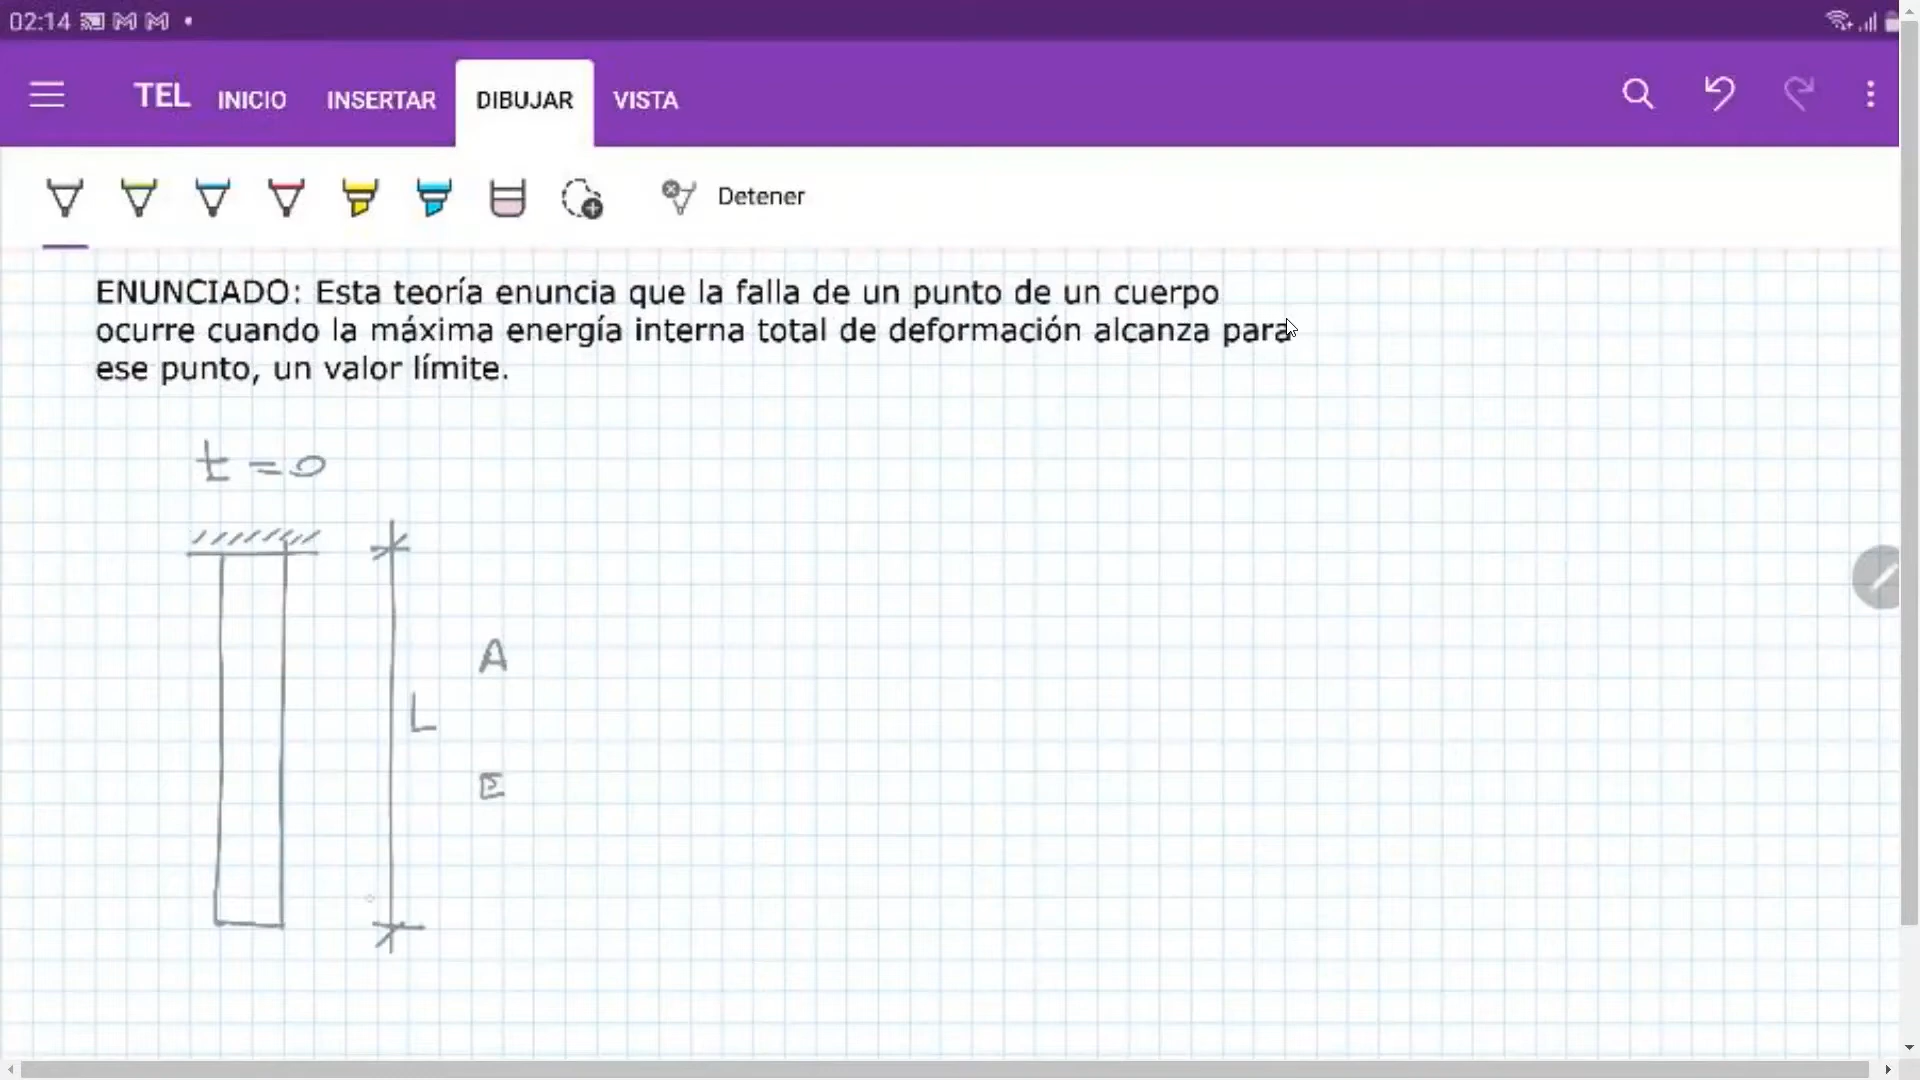 02:14
TEL INICIO INSERTAR DIBUJAR VISTA
Detener
ENUNCIADO: Esta teoría enuncia que la falla de un punto de un cuerpo
ocurre cuando la máxima energía interna total de deformación alcanza para
ese punto, un valor límite.
t = 0
A
L
E